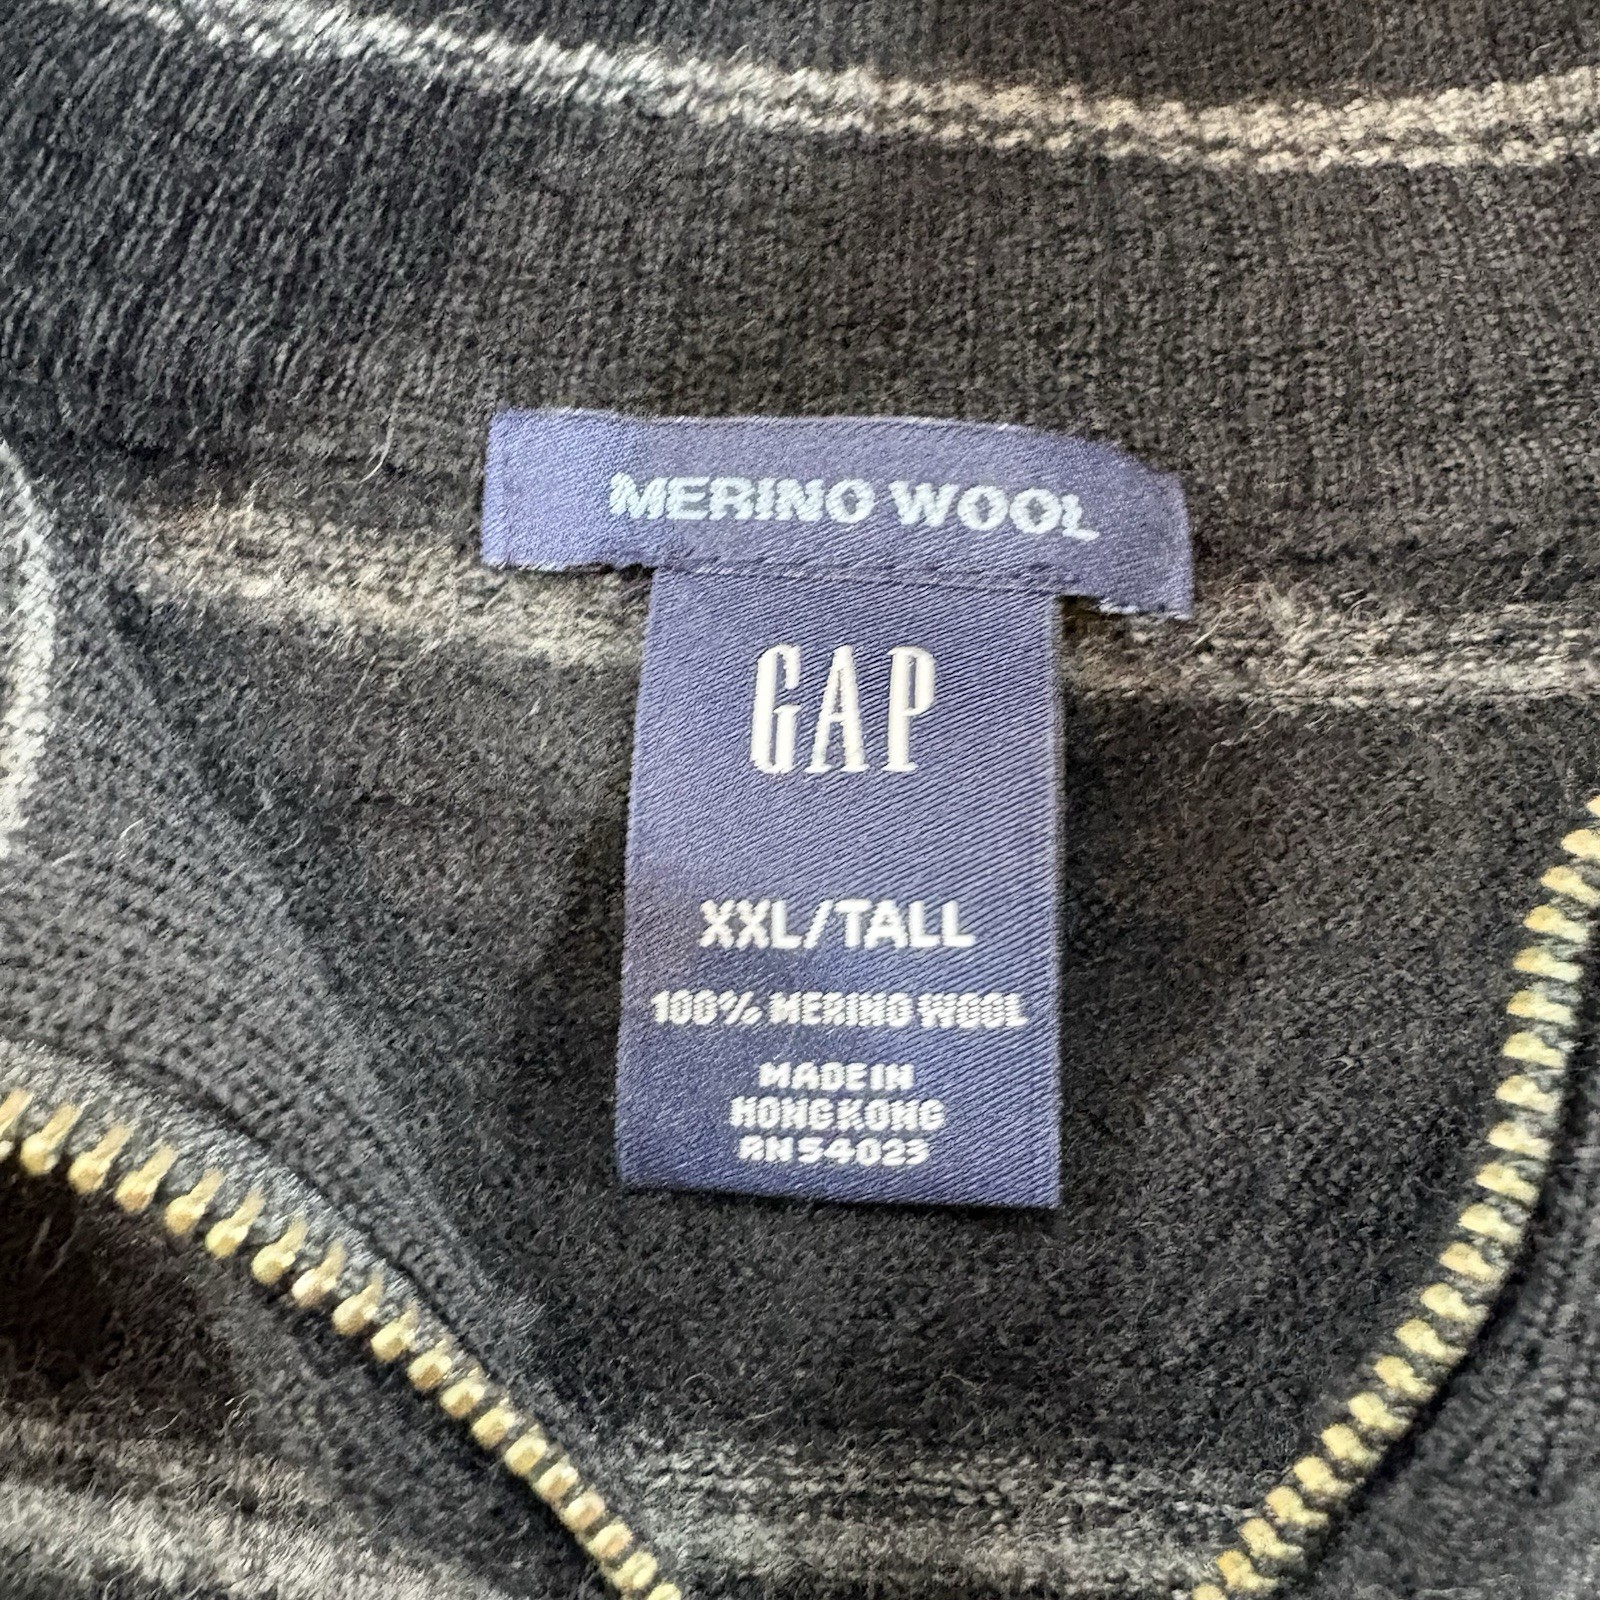 MERINO WOOL
GAP
XXL/TALL
100% MERINO WOOL
MADE IN
HONG KONG
RN 54023